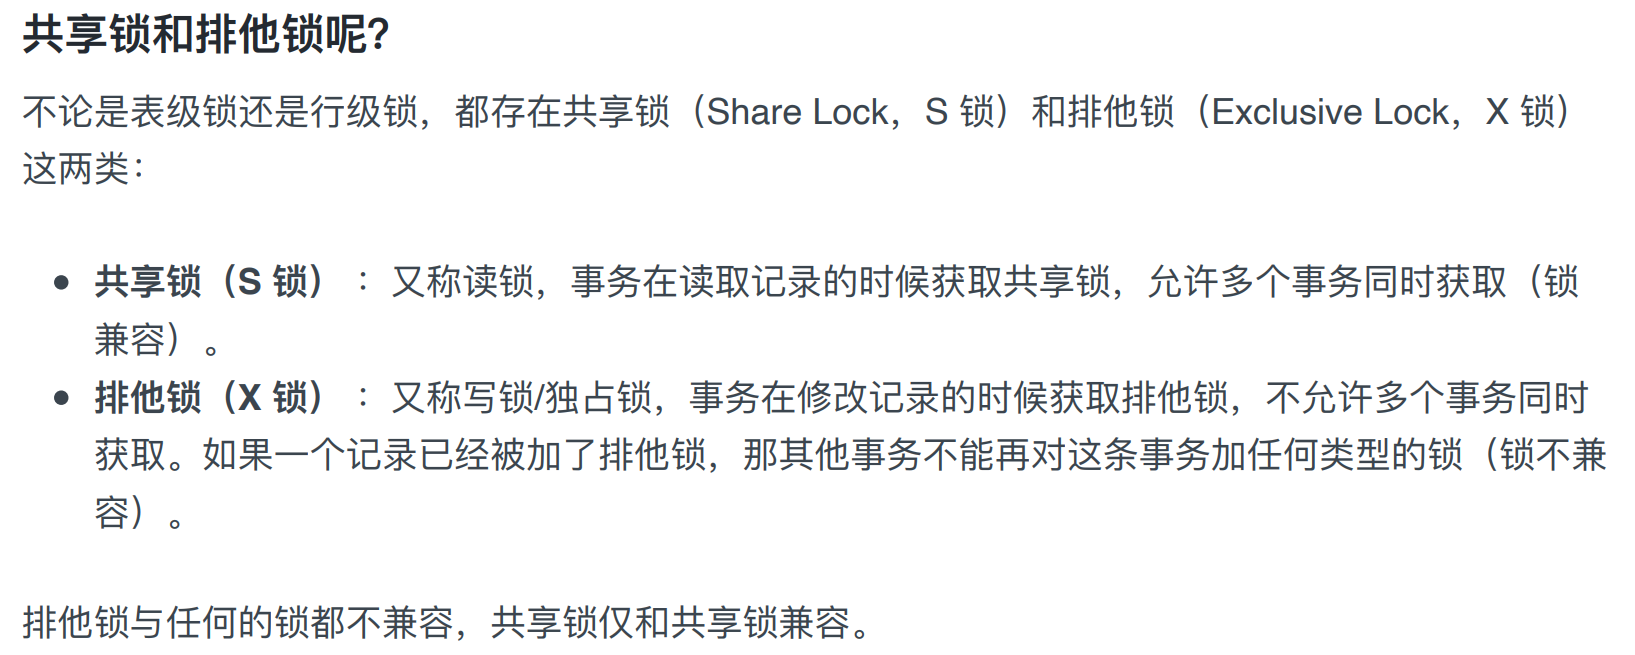 共享锁和排他锁呢?
不论是表级锁还是行级锁，都存在共享锁（Share Lock，S 锁）和排他锁（Exclusive Lock，X 锁）
这两类：
共享锁（S 锁） ：又称读锁，事务在读取记录的时候获取共享锁，允许多个事务同时获取（锁
兼容）。
排他锁（X 锁） ：又称写锁/独占锁，事务在修改记录的时候获取排他锁，不允许多个事务同时
获取。如果一个记录已经被加了排他锁，那其他事务不能再对这条事务加任何类型的锁（锁不兼
容）。
排他锁与任何的锁都不兼容，共享锁仅和共享锁兼容。